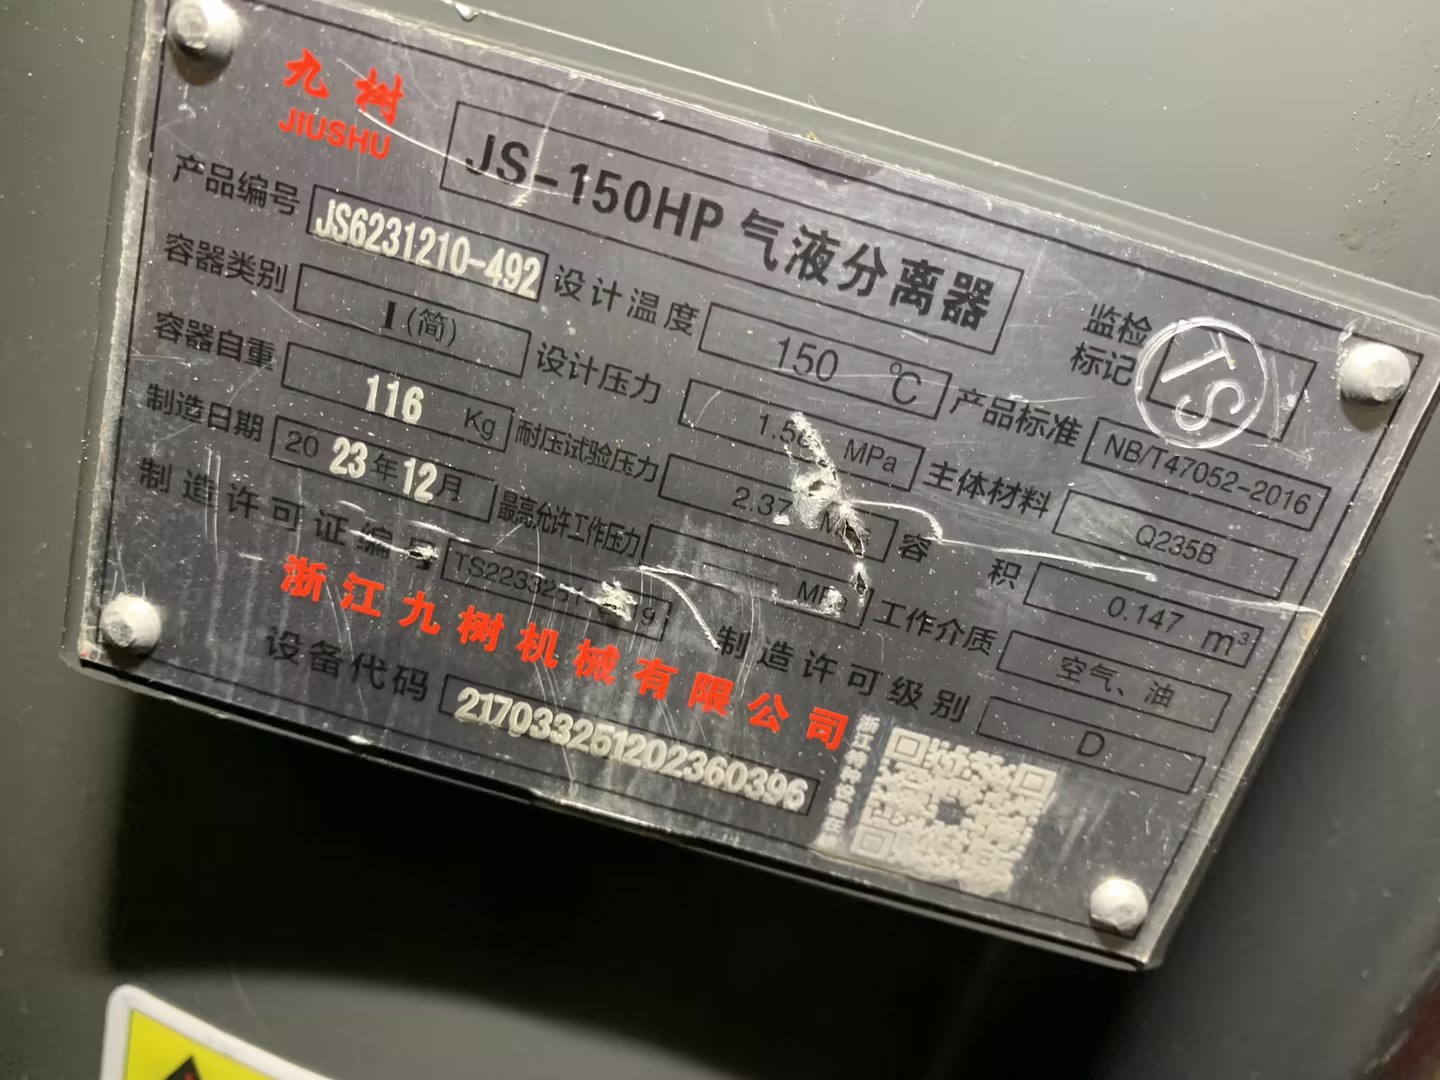 九树
JIUSHU
JS-150HP 气液分离器
监检标记 TS
产品编号 JS6231210-492 设计温度 150 ℃ 产品标准 NB/T47052-2016
容器类别 I(简) 设计压力 MPa 主体材料 Q235B
容器自重 116 Kg 耐压试验压力 容积 0.147 m³
制造日期 2023年12月 最高允许工作压力 MPa 工作介质 空气、油
制造许可证编号 制造许可级别 D
浙江九树机械有限公司
设备代码 217033251202360396